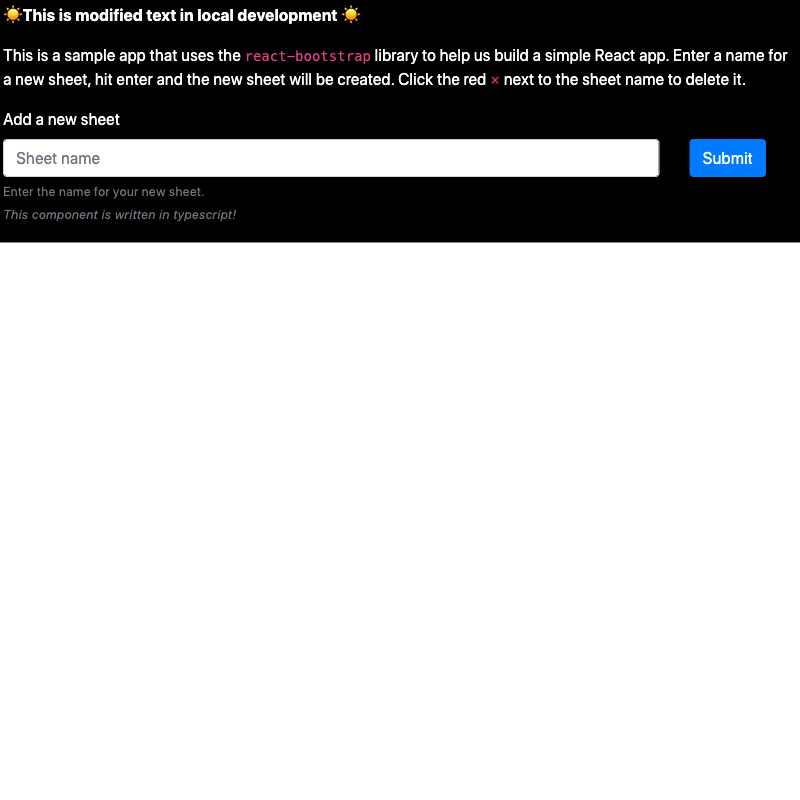 ☀️This is modified text in local development ☀️
This is a sample app that uses the react-bootstrap library to help us build a simple React app. Enter a name for
a new sheet, hit enter and the new sheet will be created. Click the red × next to the sheet name to delete it.
Add a new sheet
Sheet name
Submit
Enter the name for your new sheet.
This component is written in typescript!